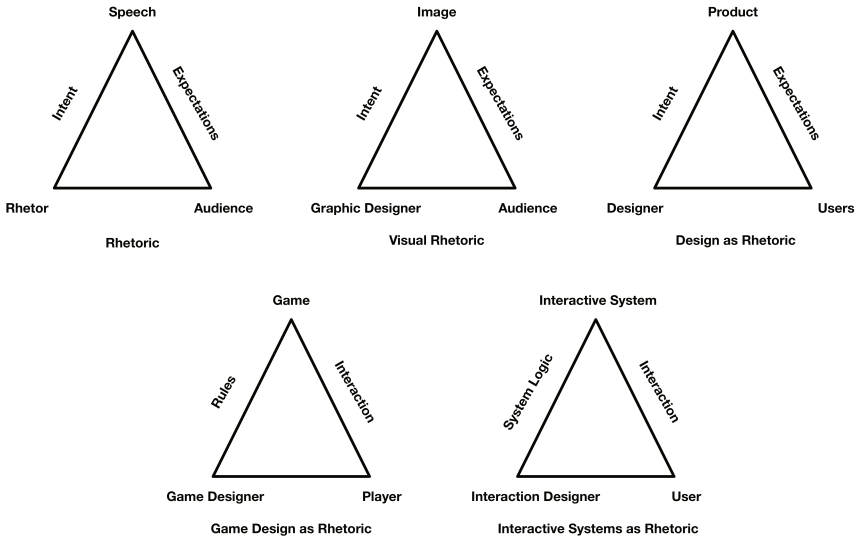 Speech
Intent
Expectations
Rhetor
Audience
Rhetoric
Image
Intent
Expectations
Graphic Designer
Audience
Visual Rhetoric
Product
Intent
Expectations
Designer
Users
Design as Rhetoric
Game
Rules
Interaction
Game Designer
Player
Game Design as Rhetoric
Interactive System
System Logic
Interaction
Interaction Designer
User
Interactive Systems as Rhetoric